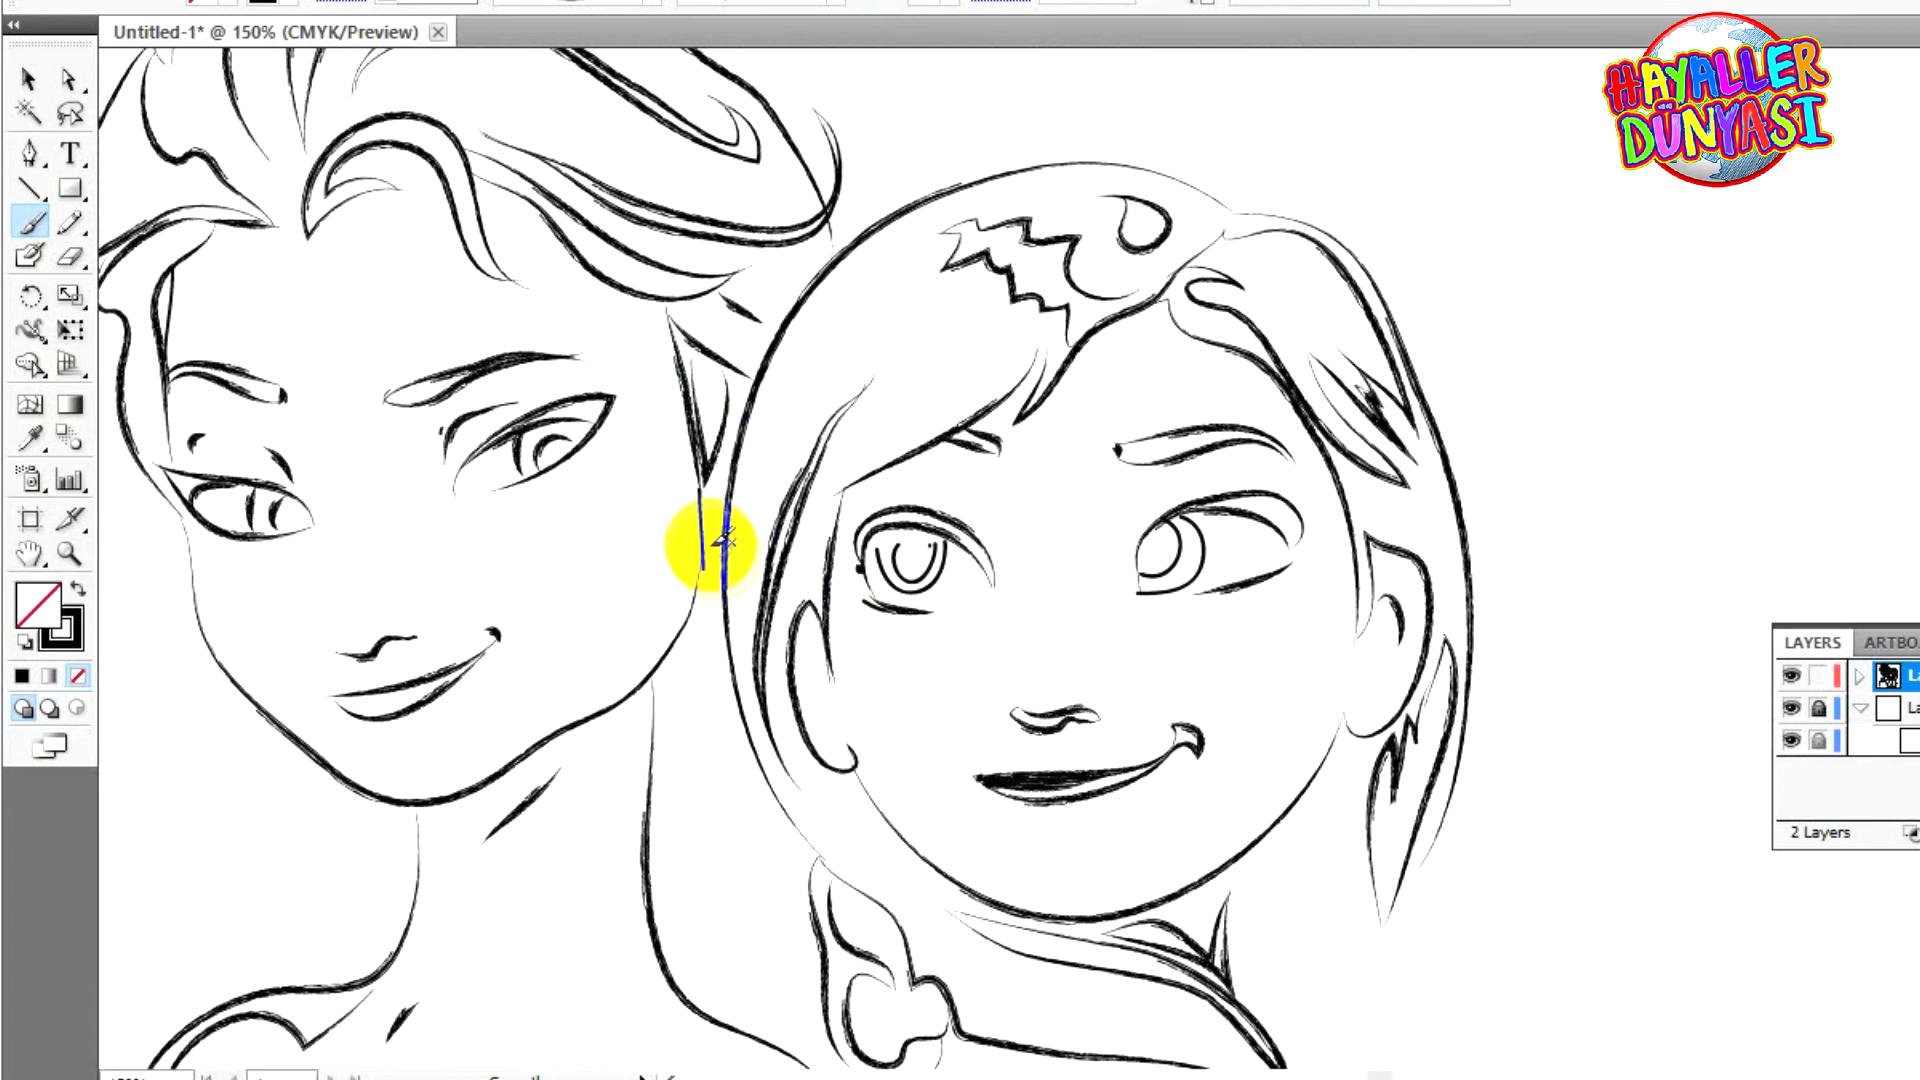 Untitled-1* @ 150% (CMYK/Preview)
HAYALLER
DÜNYASI
LAYERS
2 Layers